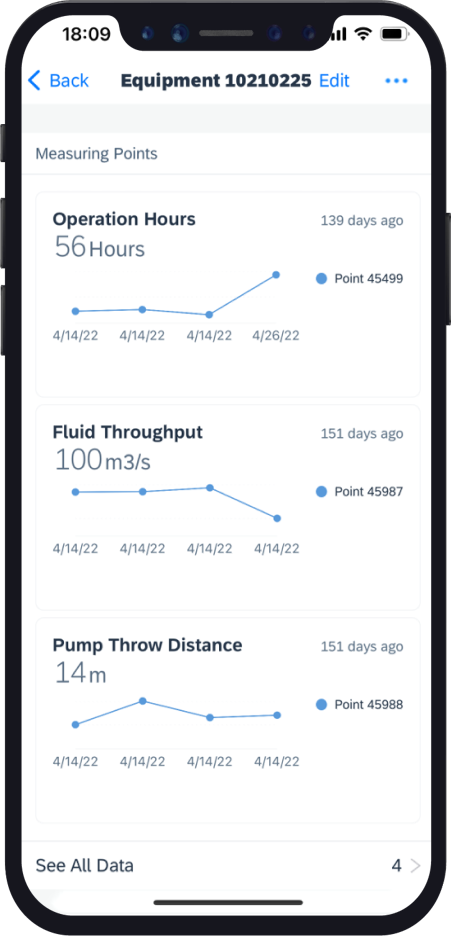 18:09
Back Equipment 10210225 Edit
Measuring Points
Operation Hours 139 days ago
56 Hours
Point 45499
4/14/22 4/14/22 4/14/22 4/26/22
Fluid Throughput 151 days ago
100 m3/s
Point 45987
4/14/22 4/14/22 4/14/22 4/14/22
Pump Throw Distance 151 days ago
14 m
Point 45988
4/14/22 4/14/22 4/14/22 4/14/22
See All Data 4